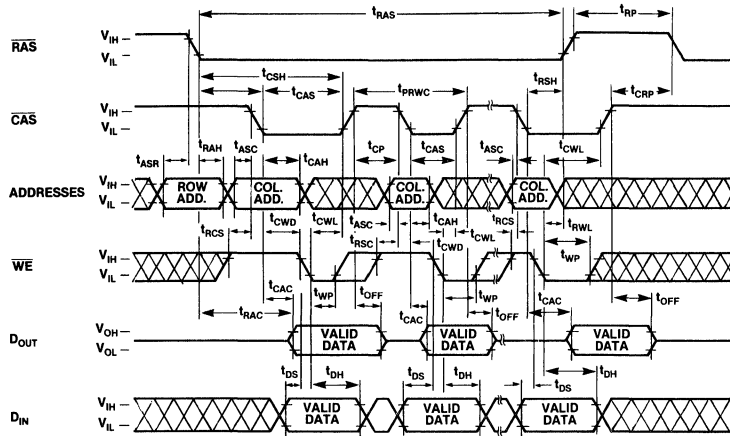 tRAS
tRP
RAS
VIH
VIL
tCSH
tCAS
tPRWC
tRSH
tCRP
CAS
VIH
VIL
tASR
tRAH
tASC
tCAH
tCP
tCAS
tASC
tCWL
ADDRESSES
VIH
VIL
ROW ADD.
COL. ADD.
COL. ADD.
COL. ADD.
tRCS
tCWD
tCWL
tASC
tCAH
tCWL
tRCS
tRWL
tRSC
tCWD
tWP
WE
VIH
VIL
tCAC
tWP
tOFF
tWP
tCAC
tOFF
tRAC
tCAC
tOFF
DOUT
VOH
VOL
VALID DATA
VALID DATA
VALID DATA
tDS
tDH
tDS
tDH
tDS
tDH
DIN
VIH
VIL
VALID DATA
VALID DATA
VALID DATA